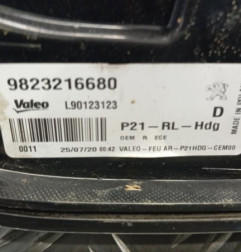 9823216680
Valeo L90123123
D
P21-RL-Hdg
OEM R ECE
0011 25/07/20 00:42 VALEO-FEU AR-P21HDG-CEM00
MADE IN